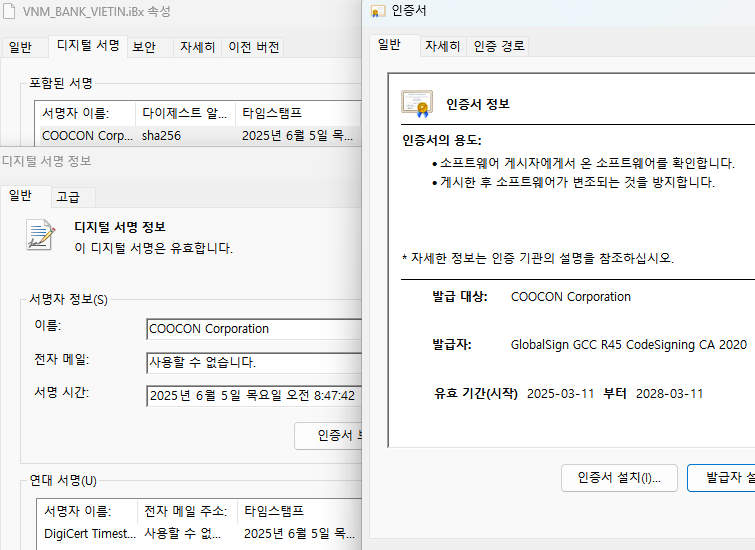 VNM_BANK_VIETIN.iBx 속성
일반 디지털 서명 보안 자세히 이전 버전
포함된 서명
서명자 이름: 다이제스트 알... 타임스탬프
COOCON Corp... sha256 2025년 6월 5일 목...
디지털 서명 정보
일반 고급
디지털 서명 정보
이 디지털 서명은 유효합니다.
서명자 정보(S)
이름: COOCON Corporation
전자 메일: 사용할 수 없습니다.
서명 시간: 2025년 6월 5일 목요일 오전 8:47:42
인증서 보
연대 서명(U)
서명자 이름: 전자 메일 주소: 타임스탬프
DigiCert Timest... 사용할 수 없... 2025년 6월 5일 목...
인증서
일반 자세히 인증 경로
인증서 정보
인증서의 용도:
• 소프트웨어 게시자에게서 온 소프트웨어를 확인합니다.
• 게시한 후 소프트웨어가 변조되는 것을 방지합니다.
* 자세한 정보는 인증 기관의 설명을 참조하십시오.
발급 대상: COOCON Corporation
발급자: GlobalSign GCC R45 CodeSigning CA 2020
유효 기간(시작) 2025-03-11 부터 2028-03-11
인증서 설치(I)... 발급자 설